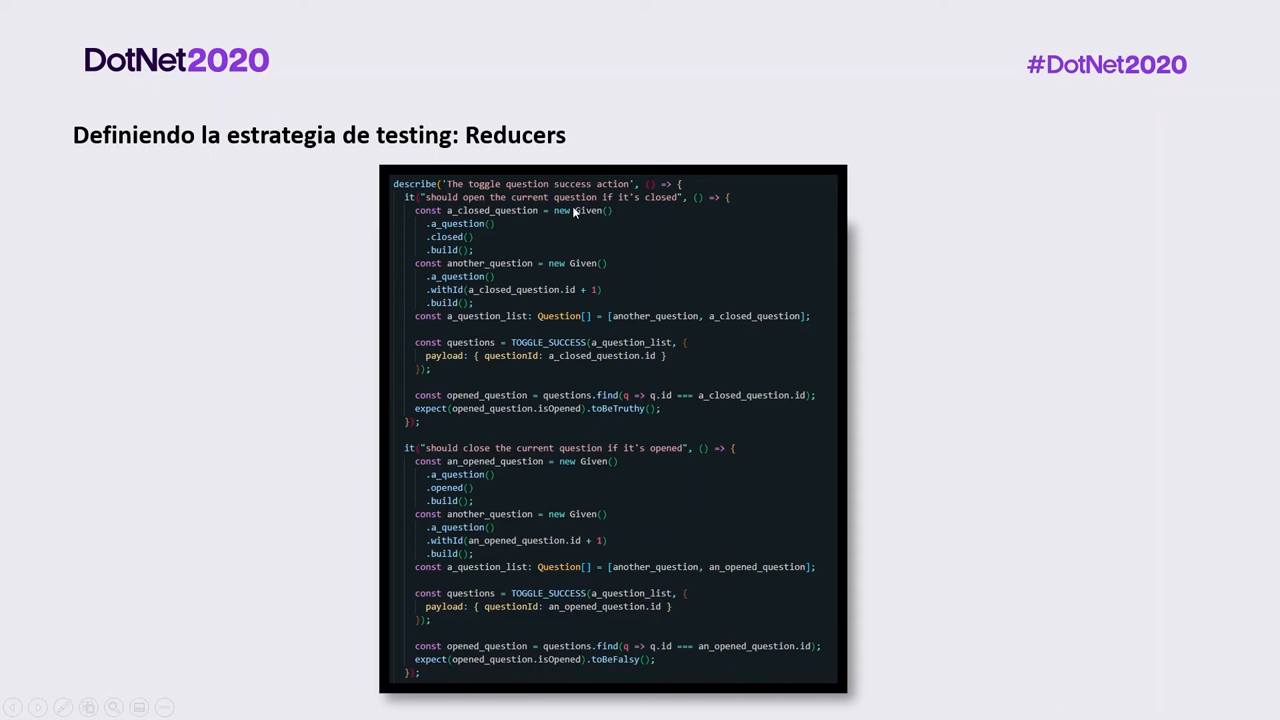 DotNet2020
#DotNet2020
Definiendo la estrategia de testing: Reducers
describe('The toggle question success action', () => {
it("should open the current question if it's closed", () => {
const a_closed_question = new Given()
.a_question()
.closed()
.build();
const another_question = new Given()
.a_question()
.withId(a_closed_question.id + 1)
.build();
const a_question_list: Question[] = [another_question, a_closed_question];
const questions = TOGGLE_SUCCESS(a_question_list, {
payload: { questionId: a_closed_question.id }
});
const opened_question = questions.find(q => q.id === a_closed_question.id);
expect(opened_question.isOpened).toBeTruthy();
});
it("should close the current question if it's opened", () => {
const an_opened_question = new Given()
.a_question()
.opened()
.build();
const another_question = new Given()
.a_question()
.withId(an_opened_question.id + 1)
.build();
const a_question_list: Question[] = [another_question, an_opened_question];
const questions = TOGGLE_SUCCESS(a_question_list, {
payload: { questionId: an_opened_question.id }
});
const opened_question = questions.find(q => q.id === an_opened_question.id);
expect(opened_question.isOpened).toBeFalsy();
});